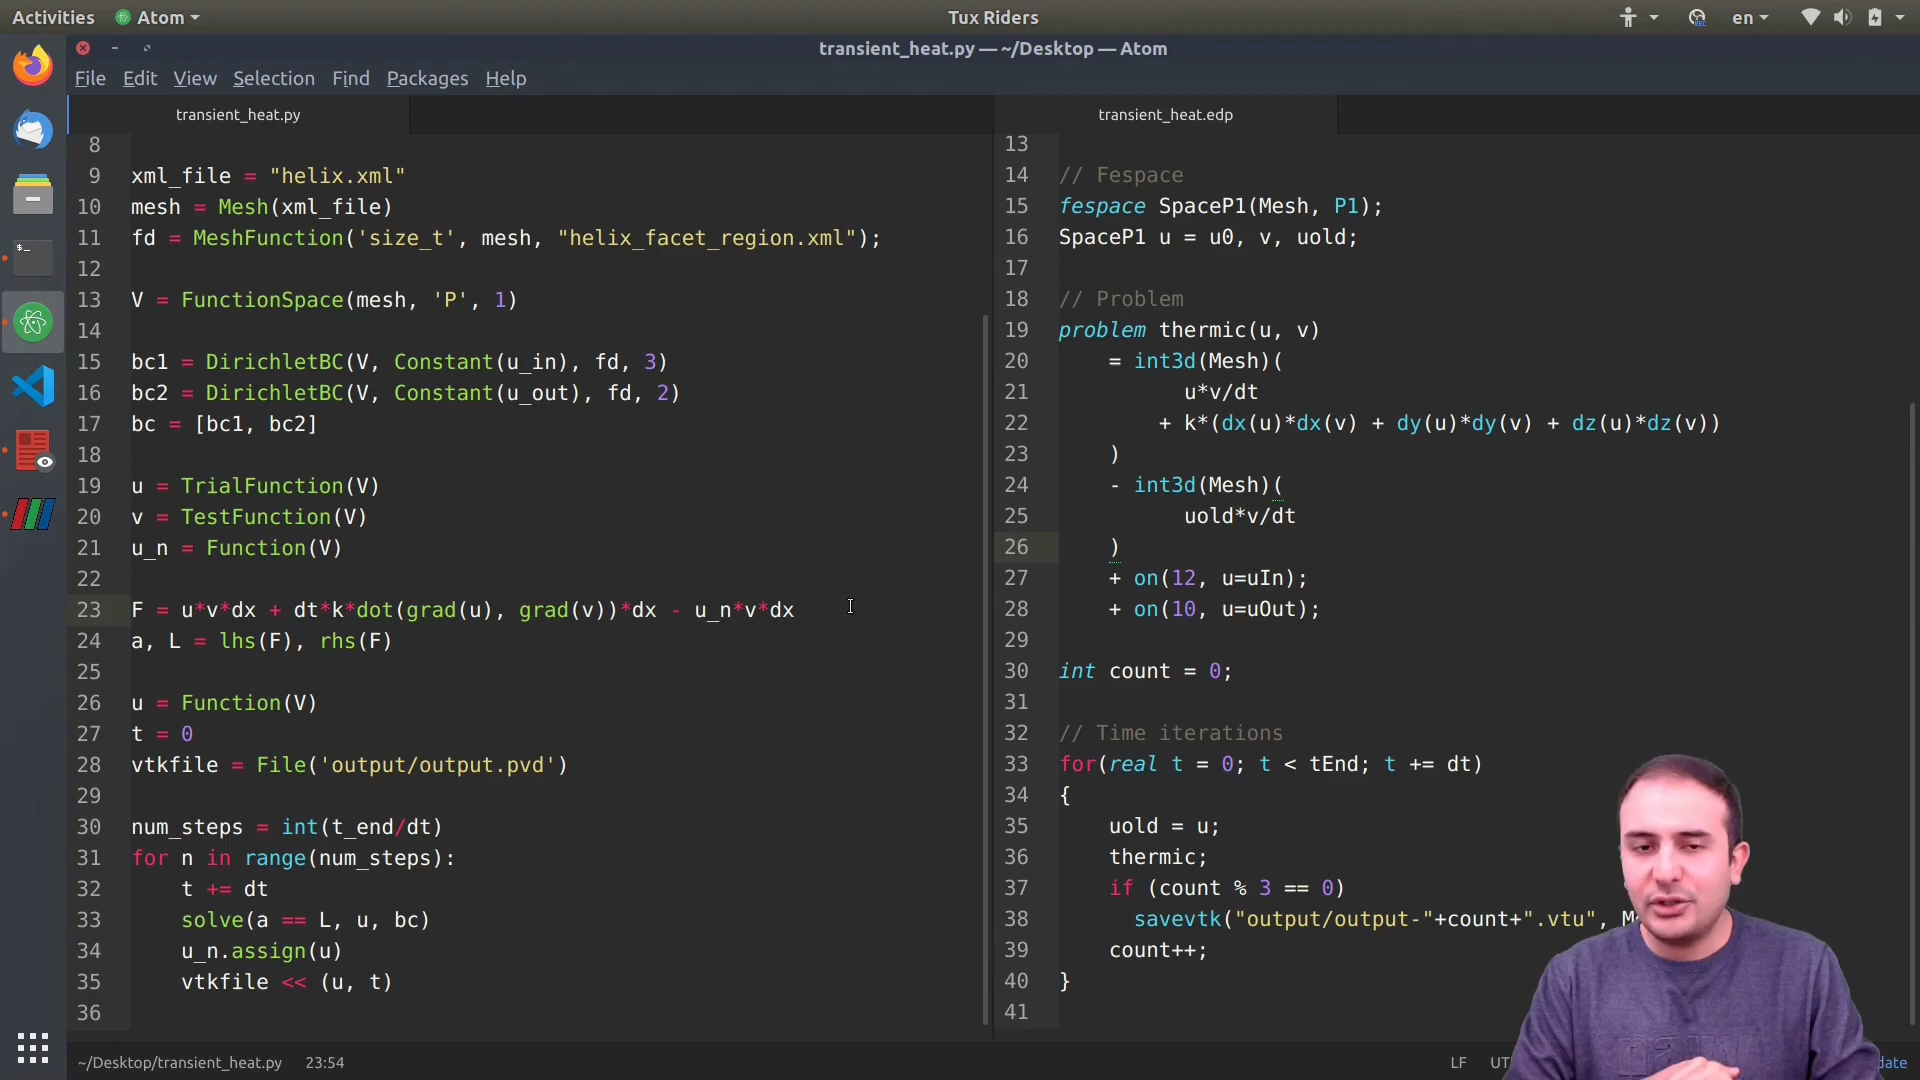 Activities Atom Tux Riders en
transient_heat.py — ~/Desktop — Atom
File Edit View Selection Find Packages Help
transient_heat.py
8
9 xml_file = "helix.xml"
10 mesh = Mesh(xml_file)
11 fd = MeshFunction('size_t', mesh, "helix_facet_region.xml");
12
13 V = FunctionSpace(mesh, 'P', 1)
14
15 bc1 = DirichletBC(V, Constant(u_in), fd, 3)
16 bc2 = DirichletBC(V, Constant(u_out), fd, 2)
17 bc = [bc1, bc2]
18
19 u = TrialFunction(V)
20 v = TestFunction(V)
21 u_n = Function(V)
22
23 F = u*v*dx + dt*k*dot(grad(u), grad(v))*dx - u_n*v*dx
24 a, L = lhs(F), rhs(F)
25
26 u = Function(V)
27 t = 0
28 vtkfile = File('output/output.pvd')
29
30 num_steps = int(t_end/dt)
31 for n in range(num_steps):
32 t += dt
33 solve(a == L, u, bc)
34 u_n.assign(u)
35 vtkfile << (u, t)
36
transient_heat.edp
13
14 // Fespace
15 fespace SpaceP1(Mesh, P1);
16 SpaceP1 u = u0, v, uold;
17
18 // Problem
19 problem thermic(u, v)
20 = int3d(Mesh)(
21 u*v/dt
22 + k*(dx(u)*dx(v) + dy(u)*dy(v) + dz(u)*dz(v))
23 )
24 - int3d(Mesh)(
25 uold*v/dt
26 )
27 + on(12, u=uIn);
28 + on(10, u=uOut);
29
30 int count = 0;
31
32 // Time iterations
33 for(real t = 0; t < tEnd; t += dt)
34 {
35 uold = u;
36 thermic;
37 if (count % 3 == 0)
38 savevtk("output/output-"+count+".vtu",
39 count++;
40 }
41
~/Desktop/transient_heat.py 23:54 LF